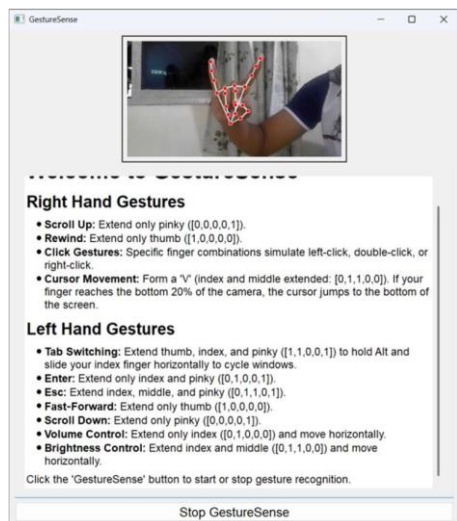 GestureSense
Welcome to GestureSense
Right Hand Gestures
• Scroll Up: Extend only pinky ([0,0,0,0,1]).
• Rewind: Extend only thumb ([1,0,0,0,0]).
• Click Gestures: Specific finger combinations simulate left-click, double-click, or
right-click.
• Cursor Movement: Form a 'V' (index and middle extended: [0,1,1,0,0]). If your
finger reaches the bottom 20% of the camera, the cursor jumps to the bottom of
the screen.
Left Hand Gestures
• Tab Switching: Extend thumb, index, and pinky ([1,1,0,0,1]) to hold Alt and
slide your index finger horizontally to cycle windows.
• Enter: Extend only index and pinky ([0,1,0,0,1]).
• Esc: Extend index, middle, and pinky ([0,1,1,0,1]).
• Fast-Forward: Extend only thumb ([1,0,0,0,0]).
• Scroll Down: Extend only pinky ([0,0,0,0,1]).
• Volume Control: Extend only index ([0,1,0,0,0]) and move horizontally.
• Brightness Control: Extend index and middle ([0,1,1,0,0]) and move
horizontally.
Click the 'GestureSense' button to start or stop gesture recognition.
Stop GestureSense